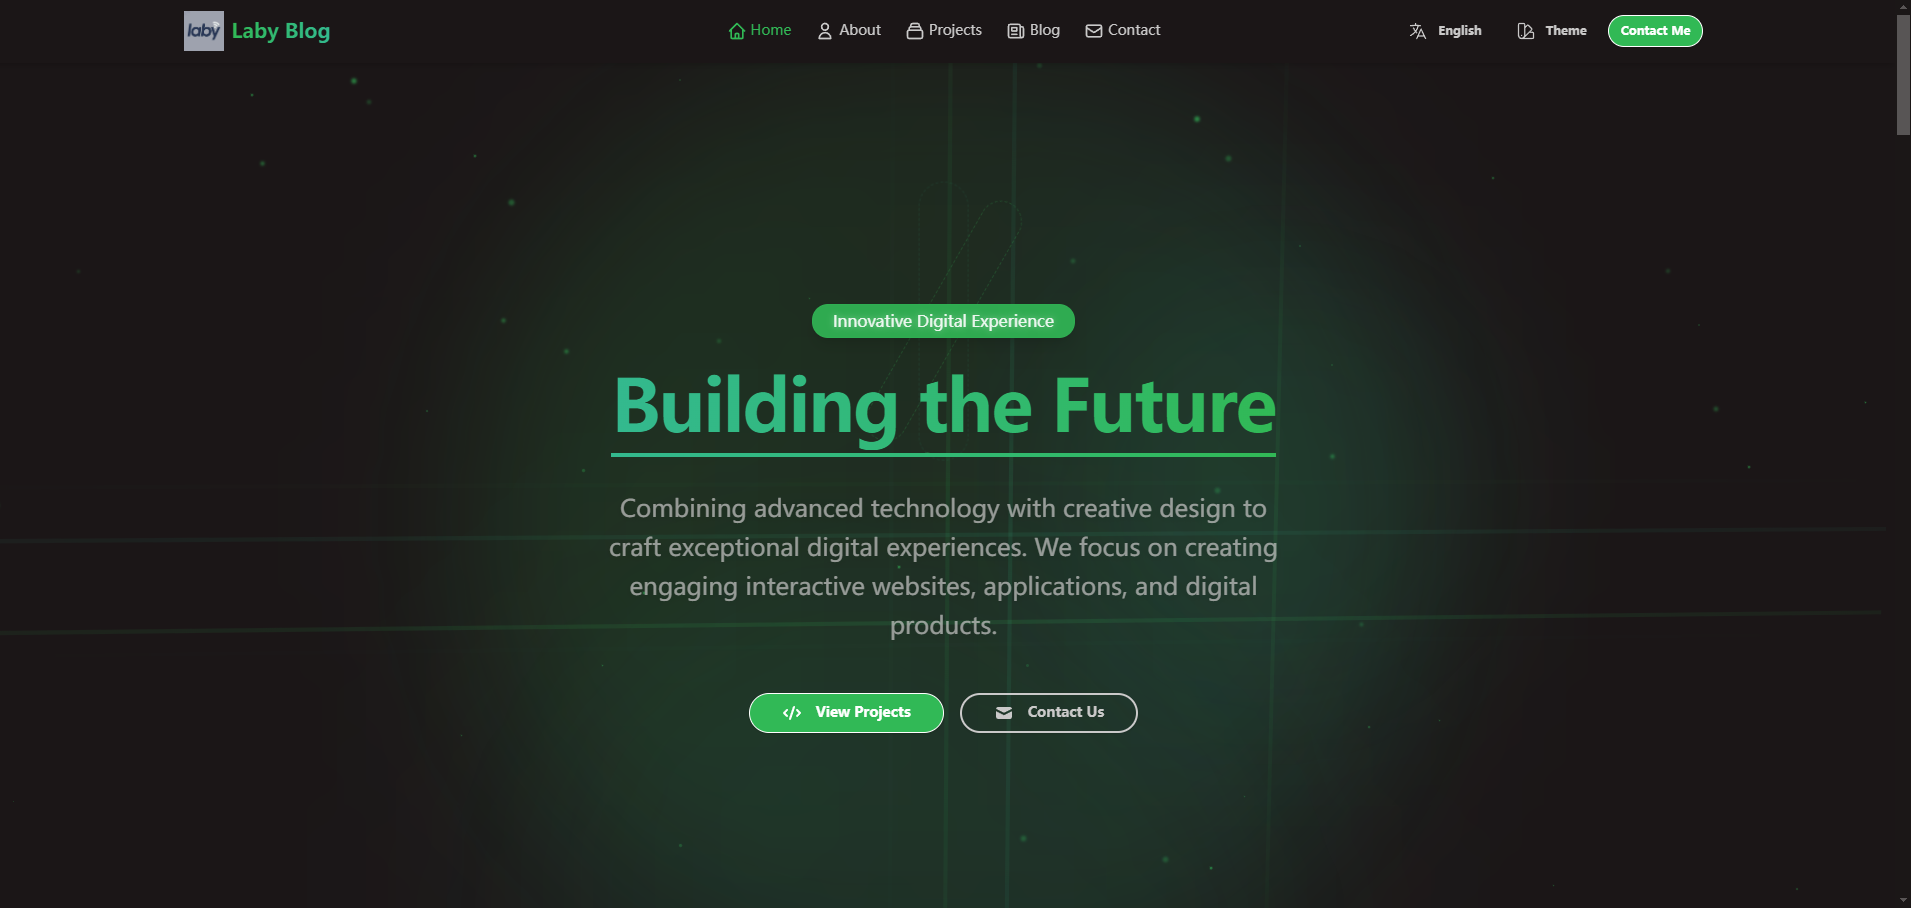 laby
Laby Blog
Home
About
Projects
Blog
Contact
English
Theme
Contact Me
Innovative Digital Experience
Building the Future
Combining advanced technology with creative design to
craft exceptional digital experiences. We focus on creating
engaging interactive websites, applications, and digital
products.
View Projects
Contact Us